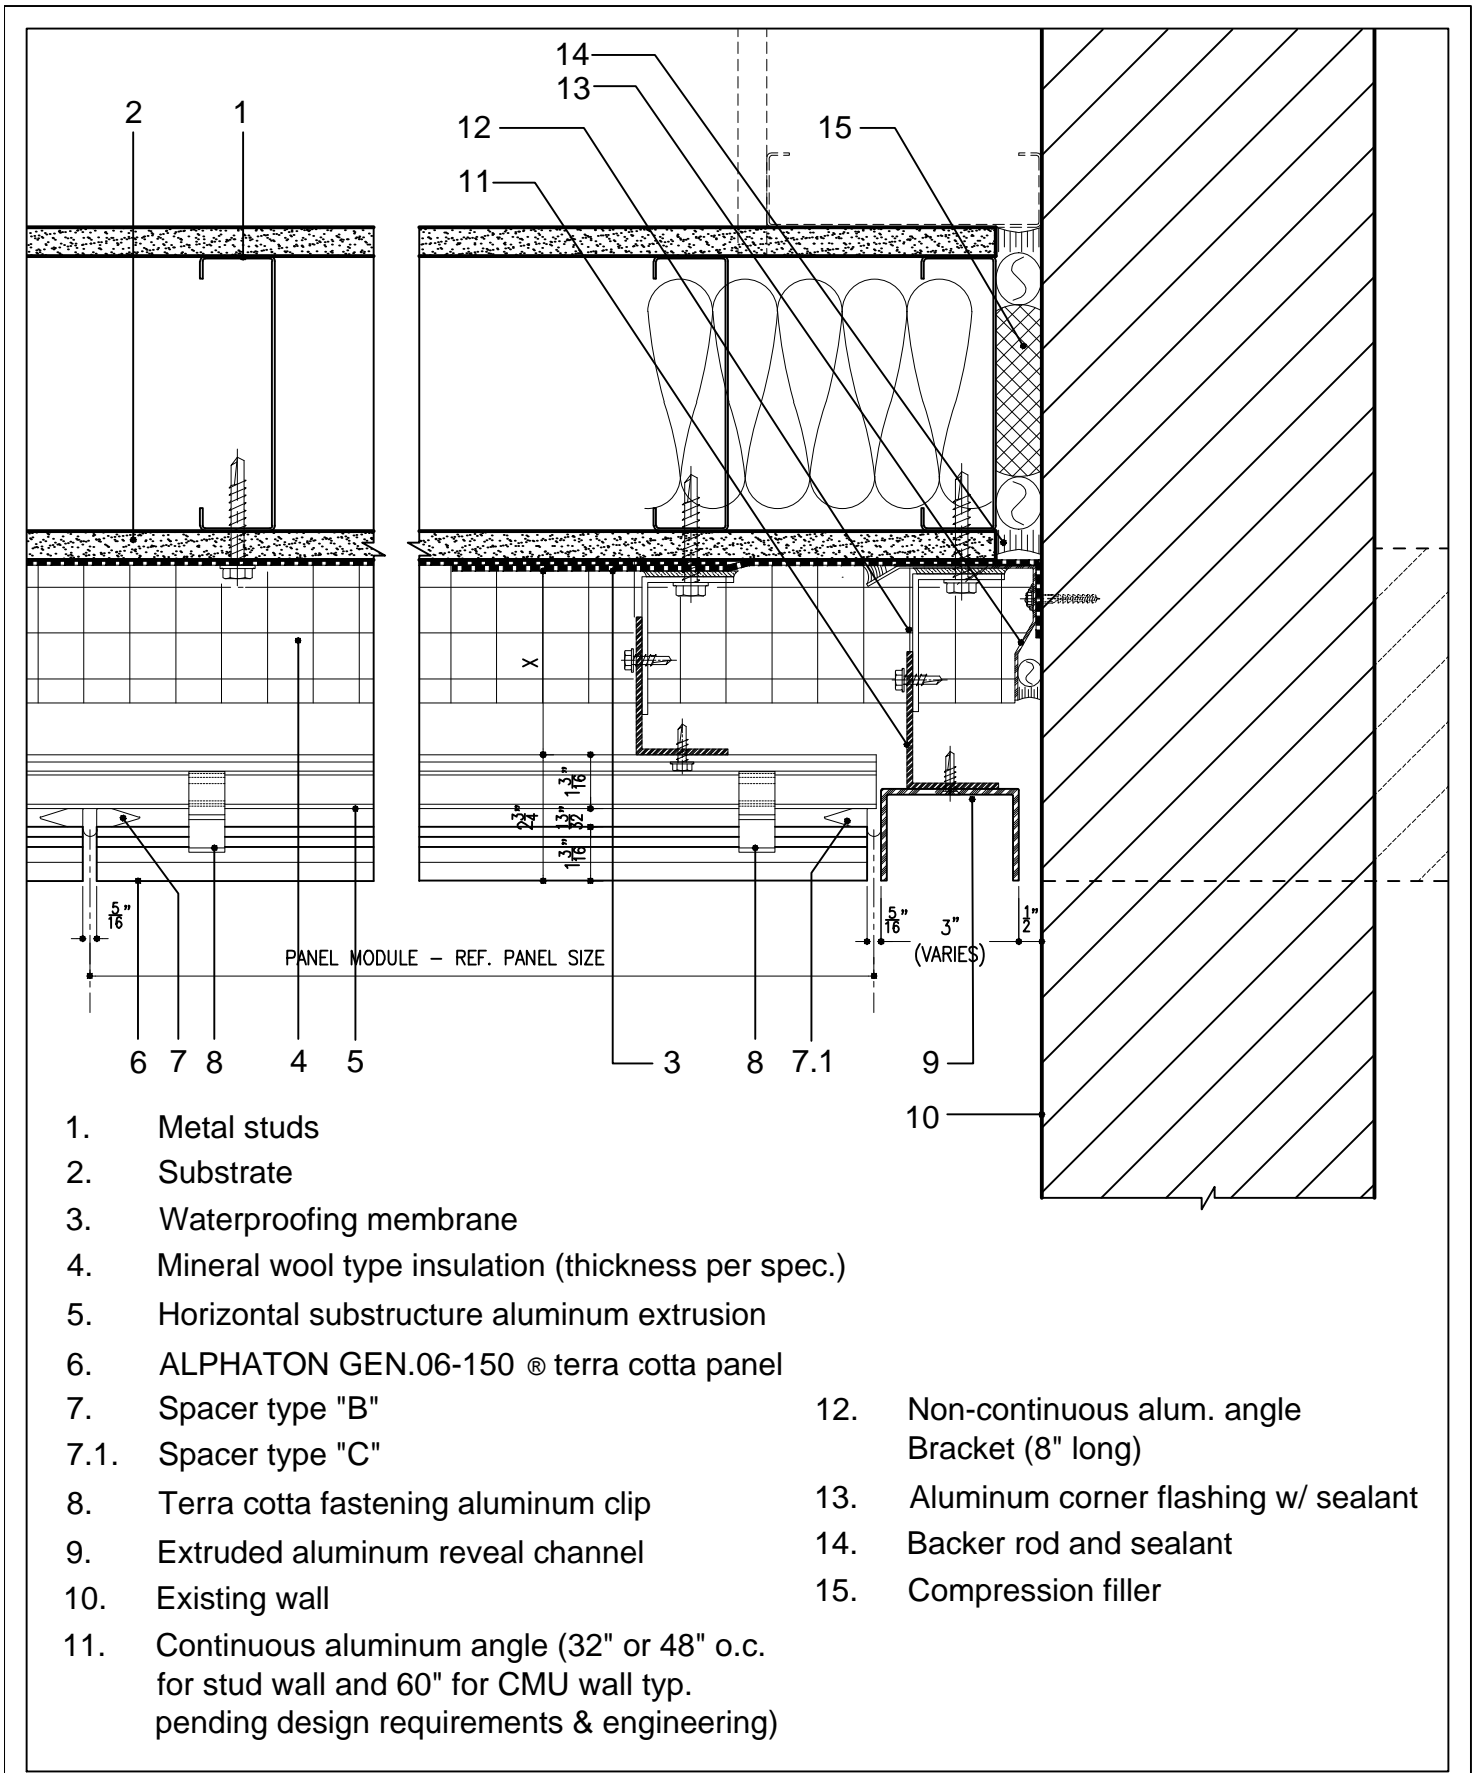 14
13
2
1
12
15
11
X
1 3/16"
2 3/4"
13/32"
1 3/16"
5/16"
5/16"
3"
1/2"
(VARIES)
PANEL MODULE – REF. PANEL SIZE
6 7 8 4 5 3 8 7.1 9
10
1. Metal studs
2. Substrate
3. Waterproofing membrane
4. Mineral wool type insulation (thickness per spec.)
5. Horizontal substructure aluminum extrusion
6. ALPHATON GEN.06-150 ® terra cotta panel
7. Spacer type "B"
7.1. Spacer type "C"
8. Terra cotta fastening aluminum clip
9. Extruded aluminum reveal channel
10. Existing wall
11. Continuous aluminum angle (32" or 48" o.c.
for stud wall and 60" for CMU wall typ.
pending design requirements & engineering)
12. Non-continuous alum. angle
Bracket (8" long)
13. Aluminum corner flashing w/ sealant
14. Backer rod and sealant
15. Compression filler